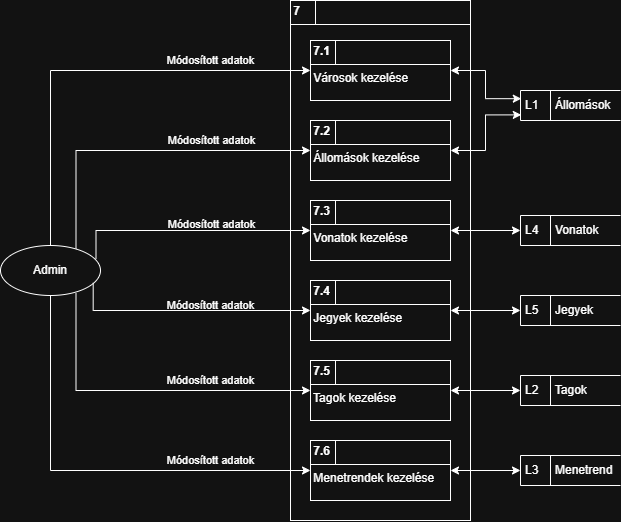 7
7.1
Módosított adatok
Városok kezelése
L1 Állomások
7.2
Módosított adatok
Állomások kezelése
7.3
Módosított adatok
Vonatok kezelése
L4 Vonatok
Admin
7.4
Módosított adatok
Jegyek kezelése
L5 Jegyek
7.5
Módosított adatok
Tagok kezelése
L2 Tagok
7.6
Módosított adatok
Menetrendek kezelése
L3 Menetrend